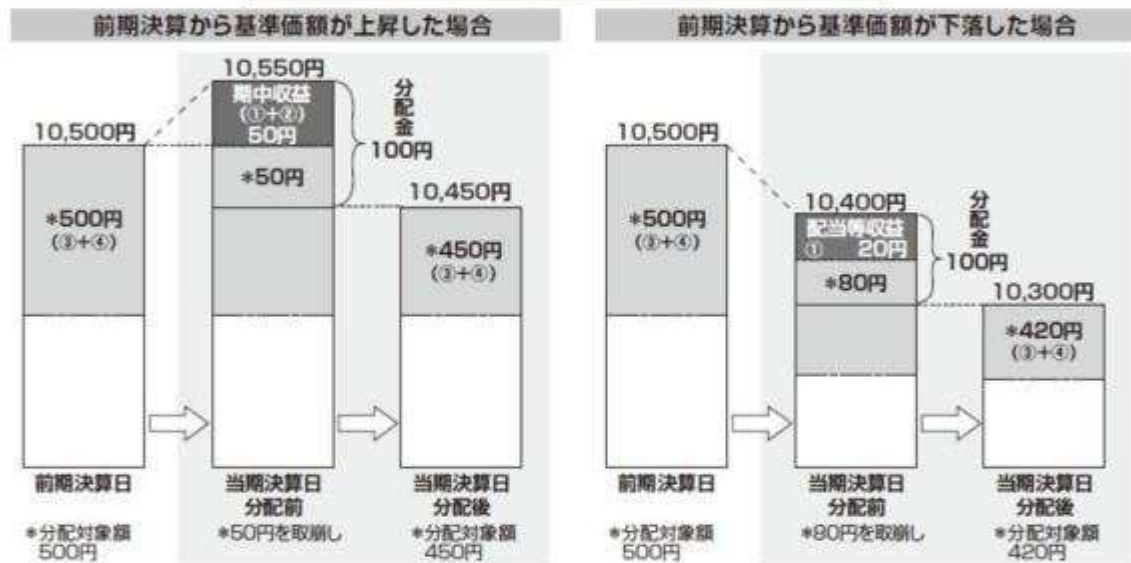 前期決算から基準価額が上昇した場合
10,500円
*500円
(③+④)
10,550円
期中収益
(①+②)
50円
*50円
分配金
100円
10,450円
*450円
(③+④)
前期決算日
当期決算日
分配前
当期決算日
分配後
*分配対象額
500円
*50円を取崩し
*分配対象額
450円
前期決算から基準価額が下落した場合
10,500円
*500円
(③+④)
10,400円
配当等収益
① 20円
*80円
分配金
100円
10,300円
*420円
(③+④)
前期決算日
当期決算日
分配前
当期決算日
分配後
*分配対象額
500円
*80円を取崩し
*分配対象額
420円